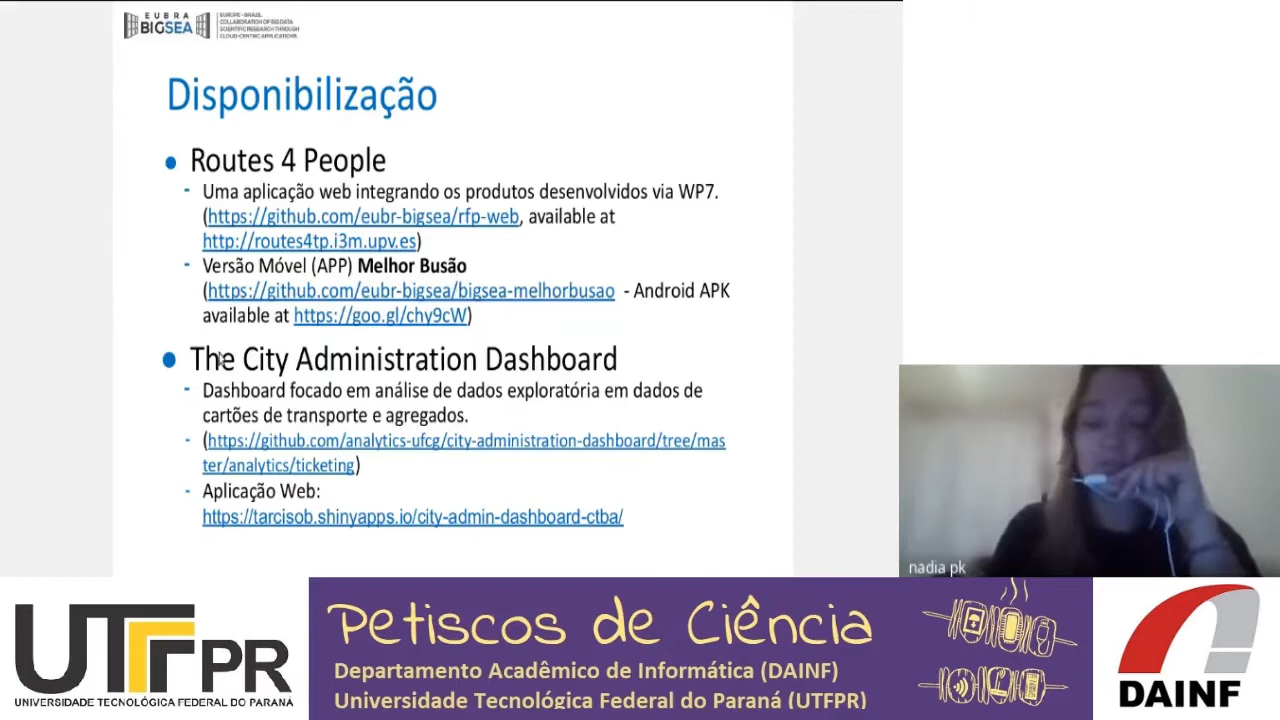 EUBRA
BIGSEA
EUROPE - BRAZIL
COLLABORATION OF BIG DATA
SCIENTIFIC RESEARCH THROUGH
CLOUD-CENTRIC APPLICATIONS
Disponibilização
Routes 4 People
- Uma aplicação web integrando os produtos desenvolvidos via WP7.
(https://github.com/eubr-bigsea/rfp-web, available at
http://routes4tp.i3m.upv.es)
- Versão Móvel (APP) Melhor Busão
(https://github.com/eubr-bigsea/bigsea-melhorbusao - Android APK
available at https://goo.gl/chy9cW)
The City Administration Dashboard
- Dashboard focado em análise de dados exploratória em dados de
cartões de transporte e agregados.
- (https://github.com/analytics-ufcg/city-administration-dashboard/tree/mas
ter/analytics/ticketing)
- Aplicação Web:
https://tarcisob.shinyapps.io/city-admin-dashboard-ctba/
nadia pk
UTFPR
UNIVERSIDADE TECNOLÓGICA FEDERAL DO PARANÁ
Petiscos de Ciência
Departamento Acadêmico de Informática (DAINF)
Universidade Tecnológica Federal do Paraná (UTFPR)
DAINF